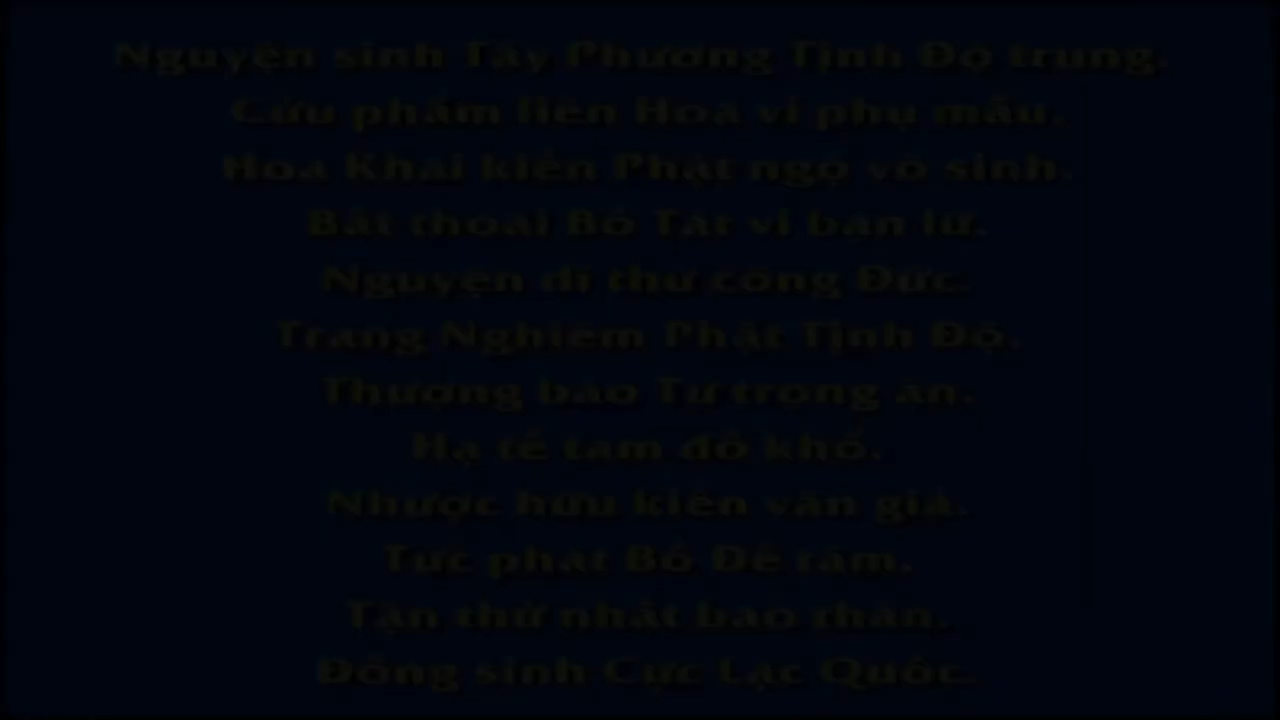 Nguyện sinh Tây Phương Tịnh Độ trung.
Cửu phẩm liên Hoa vi phụ mẫu.
Hoa Khai kiến Phật ngộ vô sinh.
Bất thoái Bồ Tát vi bạn lữ.
Nguyện dĩ thử công Đức.
Trang Nghiêm Phật Tịnh Độ.
Thượng báo Tứ trọng ân.
Hạ tế tam đồ khổ.
Nhược hữu kiến văn giả.
Tức phát Bồ Đề tâm.
Tận thử nhất báo thân.
Đồng sinh Cực Lạc Quốc.